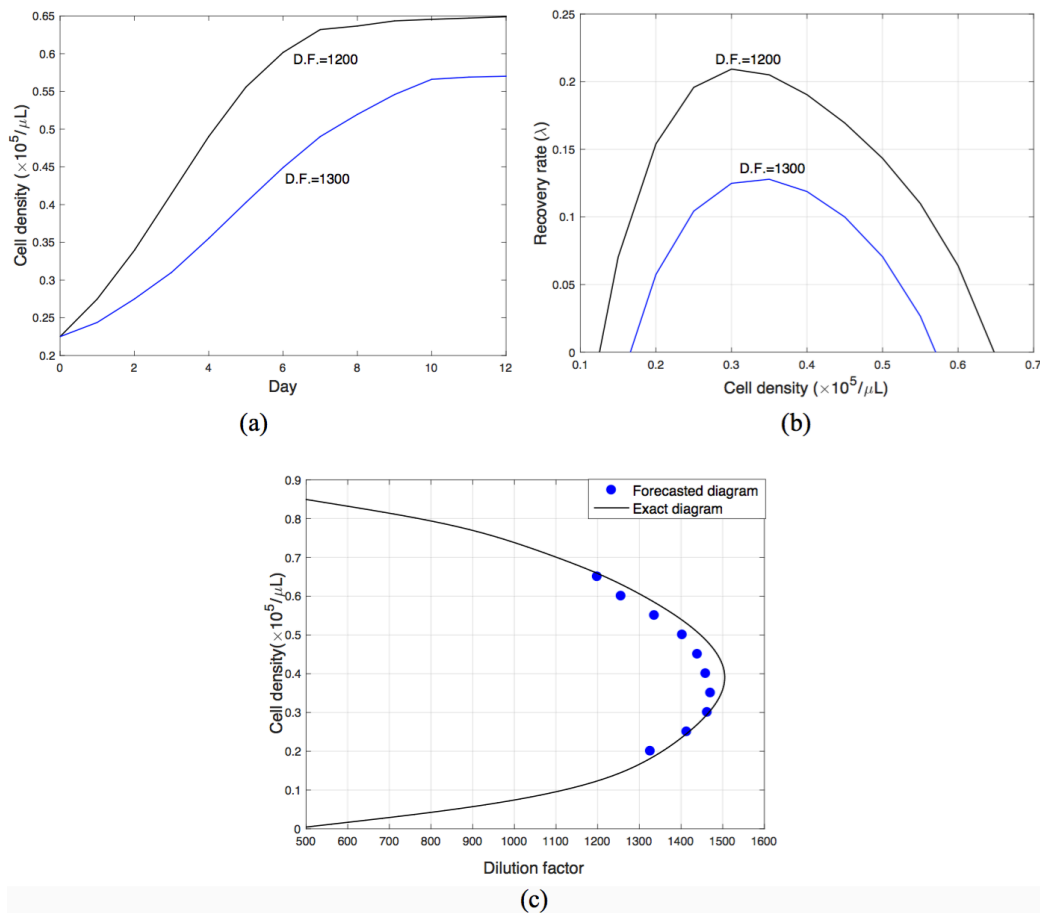 0.65
0.6
0.55
0.5
0.45
0.4
0.35
0.3
0.25
0.2
Cell density (×10⁵/μL)
D.F.=1200
D.F.=1300
0 2 4 6 8 10 12
Day
(a)
0.25
0.2
0.15
0.1
0.05
0
Recovery rate (λ)
D.F.=1200
D.F.=1300
0.1 0.2 0.3 0.4 0.5 0.6 0.7
Cell density (×10⁵/μL)
(b)
0.9
0.8
0.7
0.6
0.5
0.4
0.3
0.2
0.1
0
Cell density(×10⁵/μL)
Forecasted diagram
Exact diagram
500 600 700 800 900 1000 1100 1200 1300 1400 1500 1600
Dilution factor
(c)